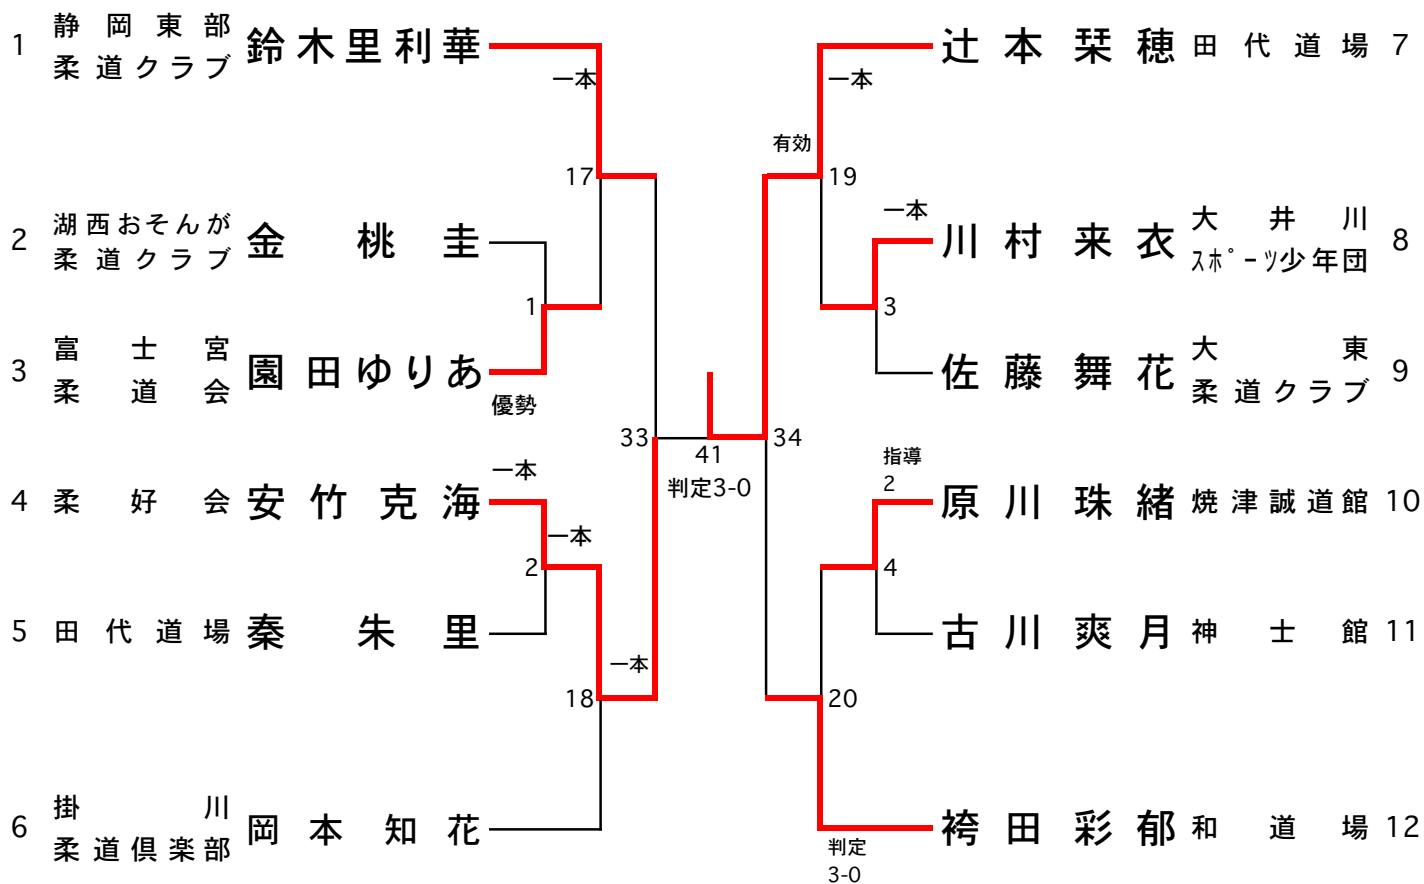 1 静岡東部
柔道クラブ 鈴木里利華
一本
17
2 湖西おそんが
柔道クラブ 金桃圭
1
3 富士宮
柔道会 園田ゆりあ
優勢
33
4 柔好会 安竹克海
一本
一本
2
5 田代道場 秦朱里
一本
18
6 掛川
柔道倶楽部 岡本知花
41
判定3-0
辻本栞穂 田代道場 7
一本
有効
19
一本
川村来衣 大井川
スポーツ少年団 8
3
佐藤舞花 大東
柔道クラブ 9
34
指導
2
原川珠緒 焼津誠道館 10
4
古川爽月 神士館 11
20
袴田彩郁 和道場 12
判定
3-0